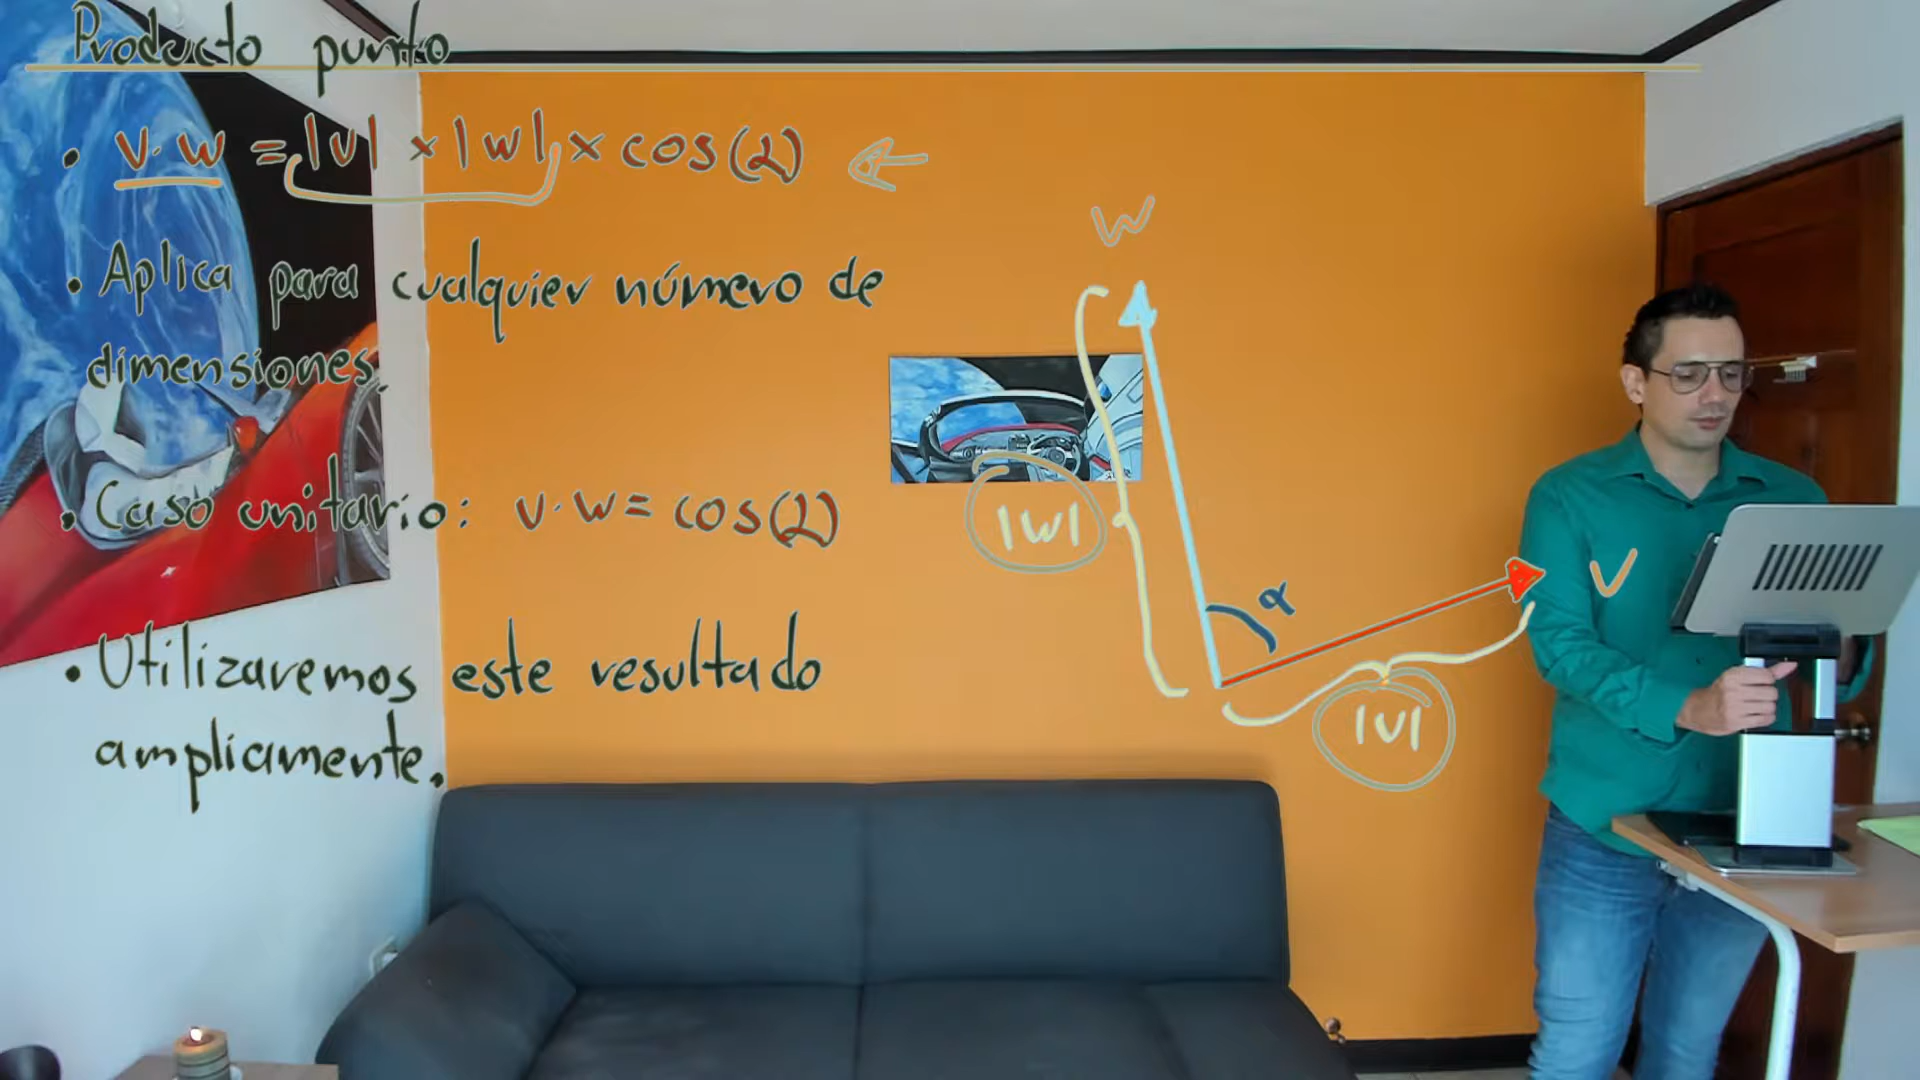 Producto punto
• v·w = |v| × |w| × cos(α) ←
• Aplica para cualquier número de
dimensiones.
• Caso unitario: v·w = cos(α)
• Utilizaremos este resultado
ampliamente.
w
|w|
α
v
|v|